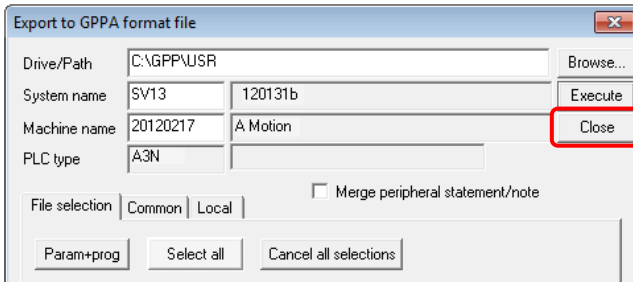 Export to GPPA format file
Drive/Path C:\GPP\USR Browse...
System name SV13 120131b Execute
Machine name 20120217 A Motion Close
PLC type A3N
Merge peripheral statement/note
File selection Common Local
Param+prog Select all Cancel all selections